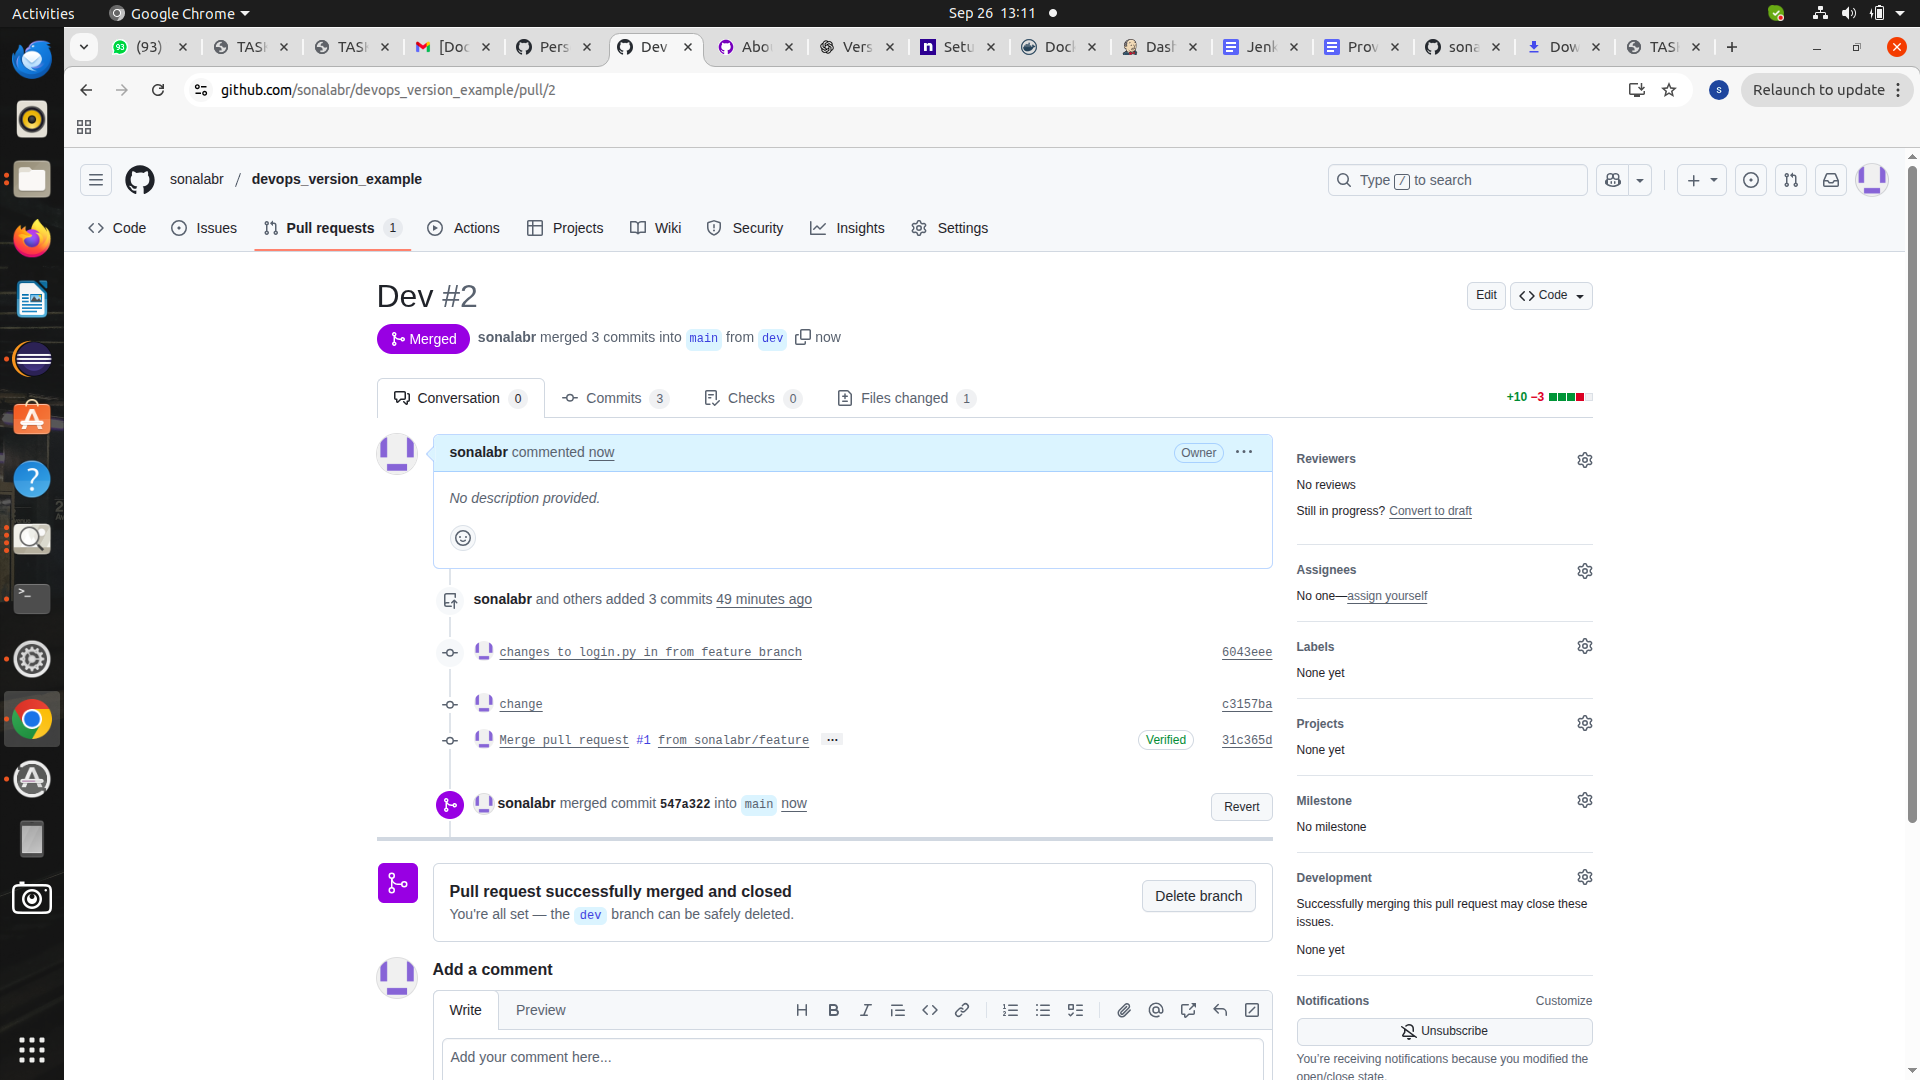 Activities
Google Chrome
Sep 26 13:11
(93)
TASK
TASK
[Doc
Pers
Dev
Abou
Vers
Setu
Dock
Dash
Jenk
Prov
sona
Dow
TASK
github.com/sonalabr/devops_version_example/pull/2
S
Relaunch to update
sonalabr / devops_version_example
Type / to search
Code
Issues
Pull requests 1
Actions
Projects
Wiki
Security
Insights
Settings
Dev #2
Edit
Code
Merged
sonalabr merged 3 commits into main from dev now
Conversation 0
Commits 3
Checks 0
Files changed 1
+10 −3
sonalabr commented now
Owner
No description provided.
sonalabr and others added 3 commits 49 minutes ago
changes to login.py in from feature branch
6043eee
change
c3157ba
Merge pull request #1 from sonalabr/feature
Verified
31c365d
sonalabr merged commit 547a322 into main now
Revert
Pull request successfully merged and closed
You're all set — the dev branch can be safely deleted.
Delete branch
Add a comment
Write
Preview
Add your comment here...
Reviewers
No reviews
Still in progress? Convert to draft
Assignees
No one—assign yourself
Labels
None yet
Projects
None yet
Milestone
No milestone
Development
Successfully merging this pull request may close these
issues.
None yet
Notifications
Customize
Unsubscribe
You're receiving notifications because you modified the
open/close state.